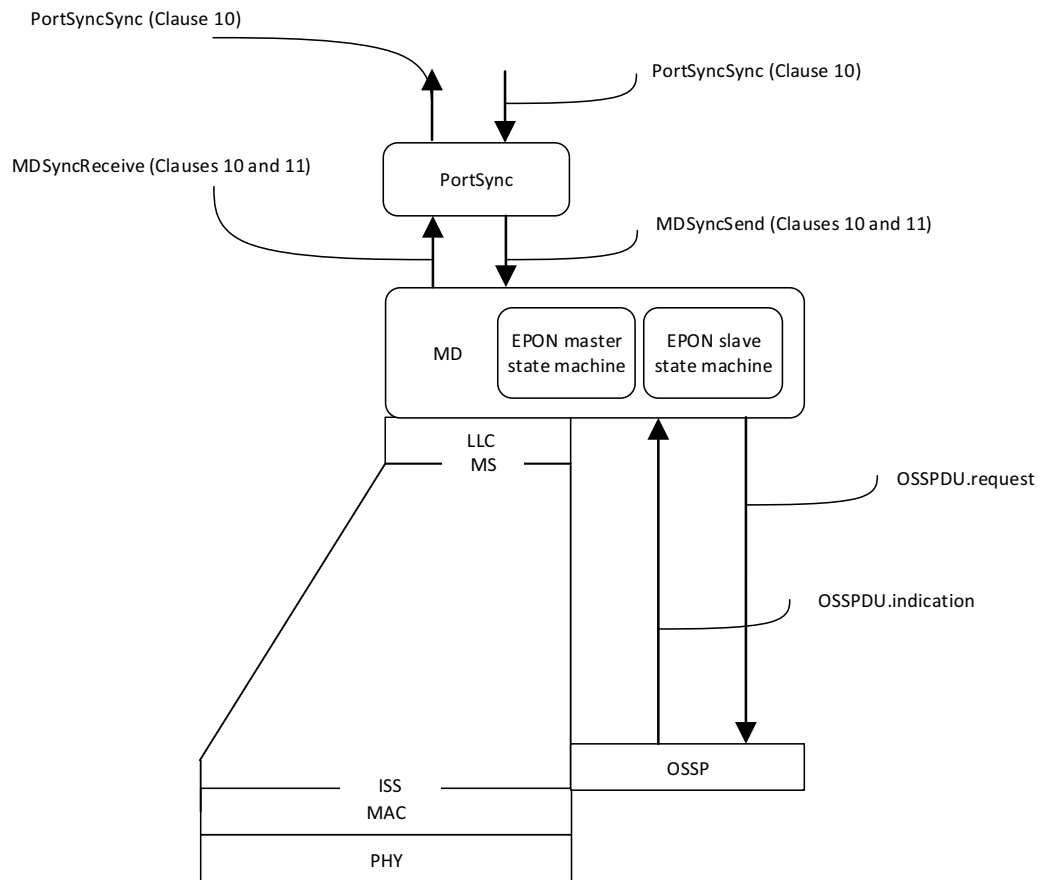 PortSyncSync (Clause 10)
PortSyncSync (Clause 10)
MDSyncReceive (Clauses 10 and 11)
PortSync
MDSyncSend (Clauses 10 and 11)
MD
EPON master
state machine
EPON slave
state machine
LLC
MS
OSSPDU.request
OSSPDU.indication
OSSP
ISS
MAC
PHY